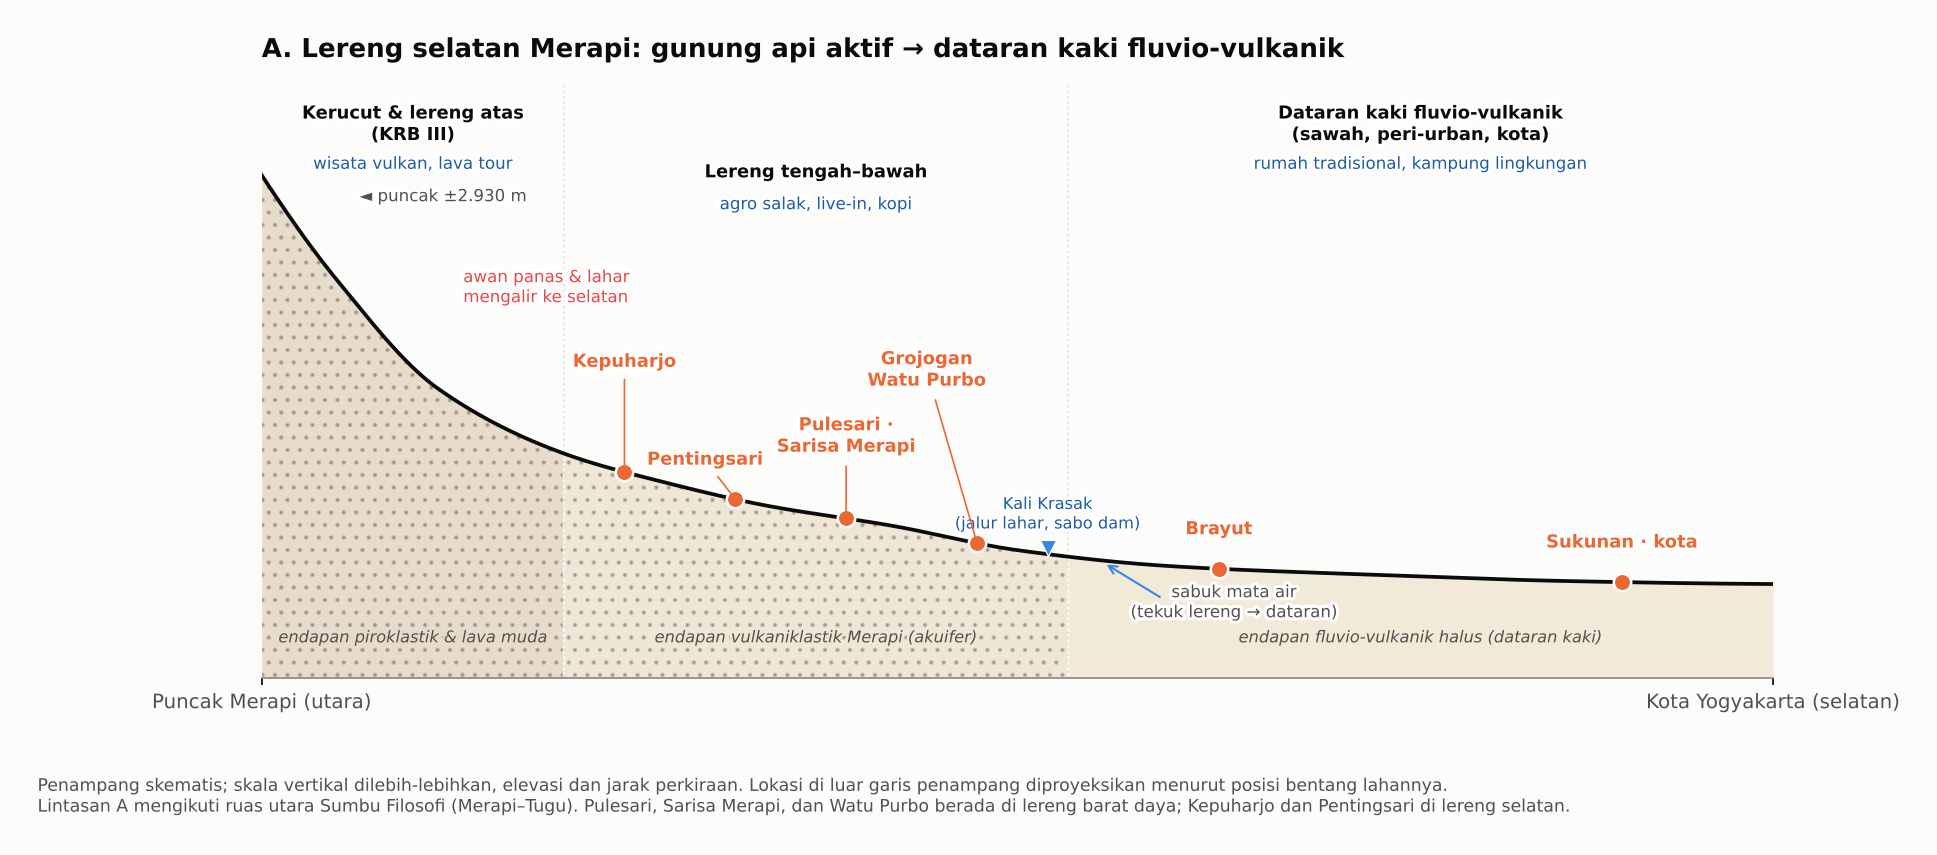 A. Lereng selatan Merapi: gunung api aktif → dataran kaki fluvio-vulkanik
Kerucut & lereng atas
(KRB III)
wisata vulkan, lava tour
◄ puncak ±2.930 m
Lereng tengah–bawah
agro salak, live-in, kopi
Dataran kaki fluvio-vulkanik
(sawah, peri-urban, kota)
rumah tradisional, kampung lingkungan
awan panas & lahar
mengalir ke selatan
Kepuharjo
Pentingsari
Pulesari ·
Sarisa Merapi
Grojogan
Watu Purbo
Kali Krasak
(jalur lahar, sabo dam)
Brayut
Sukunan · kota
sabuk mata air
(tekuk lereng → dataran)
endapan piroklastik & lava muda
endapan vulkaniklastik Merapi (akuifer)
endapan fluvio-vulkanik halus (dataran kaki)
Puncak Merapi (utara)
Kota Yogyakarta (selatan)
Penampang skematis; skala vertikal dilebih-lebihkan, elevasi dan jarak perkiraan. Lokasi di luar garis penampang diproyeksikan menurut posisi bentang lahannya.
Lintasan A mengikuti ruas utara Sumbu Filosofi (Merapi–Tugu). Pulesari, Sarisa Merapi, dan Watu Purbo berada di lereng barat daya; Kepuharjo dan Pentingsari di lereng selatan.